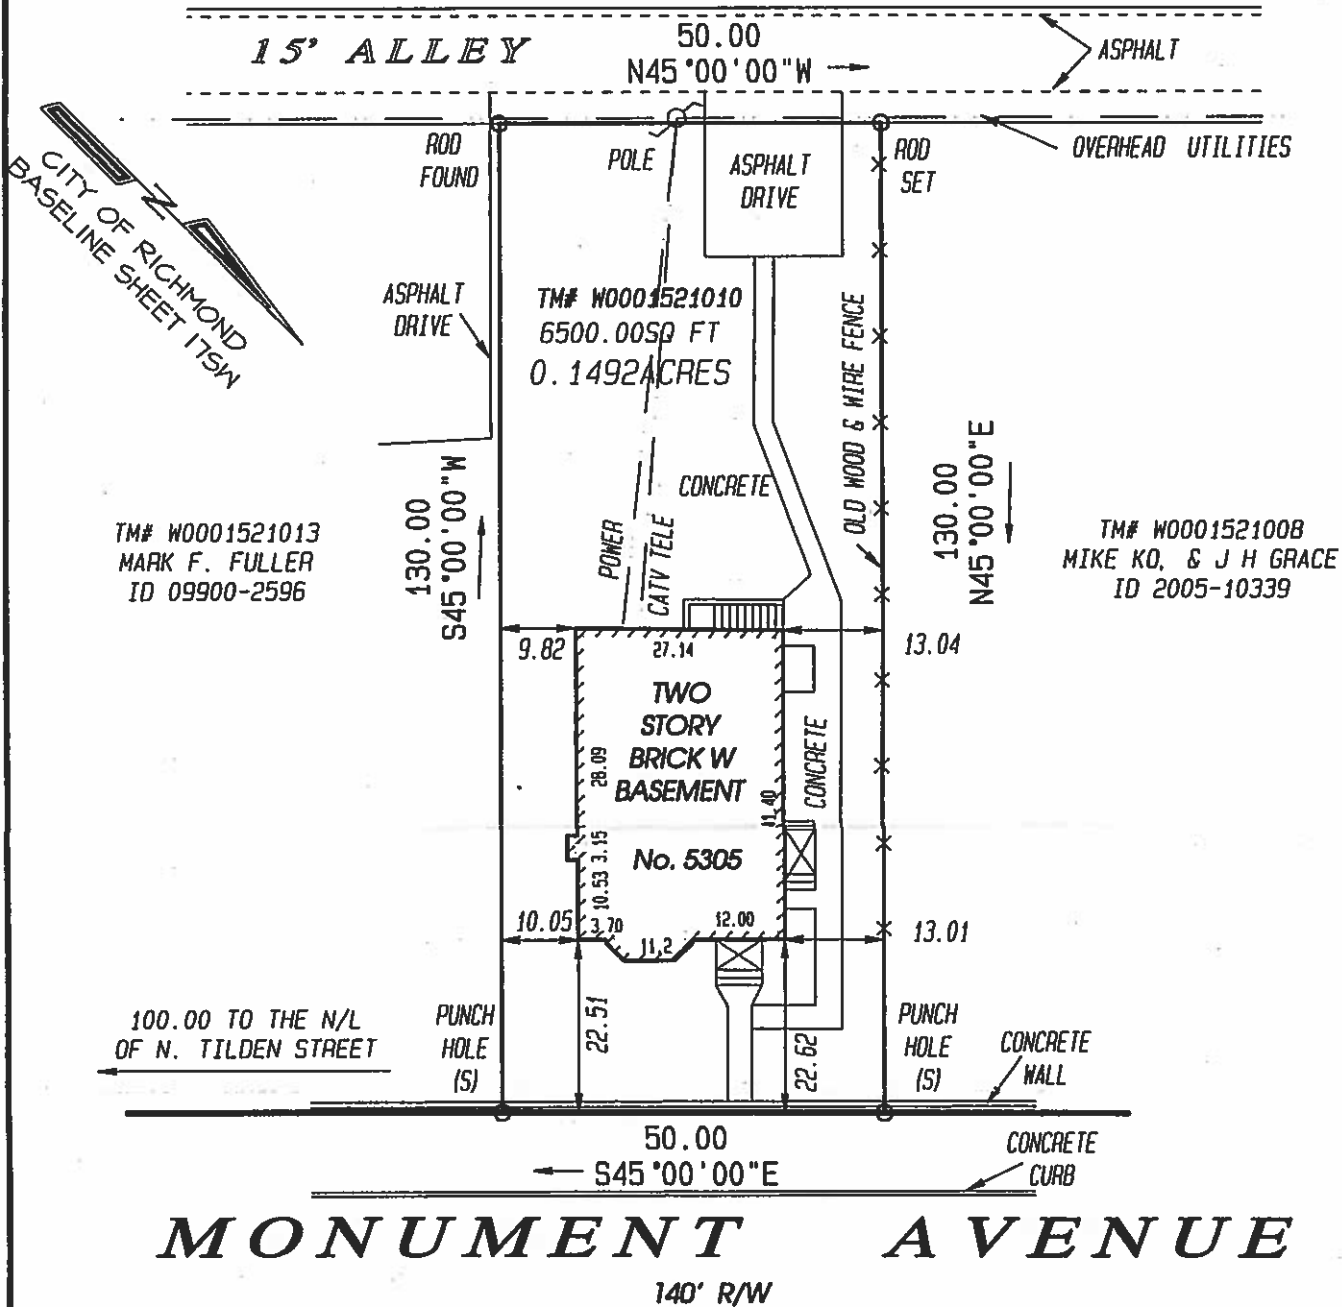 15' ALLEY
50.00
N45°00'00"W
ASPHALT
OVERHEAD UTILITIES
ROD
FOUND
POLE
ASPHALT
DRIVE
ROD
SET
N
CITY OF RICHMOND
BASELINE SHEET 17SW
ASPHALT
DRIVE
TM# W0001521010
6500.00SQ FT
0.1492ACRES
OLD WOOD & WIRE FENCE
CONCRETE
130.00
S45°00'00"W
130.00
N45°00'00"E
TM# W0001521013
MARK F. FULLER
ID 09900-2596
POWER
CATV TELE
TM# W0001521008
MIKE KO, & J H GRACE
ID 2005-10339
9.82
27.14
13.04
TWO
STORY
BRICK W
BASEMENT
No. 5305
28.09
3.15
10.53
CONCRETE
10.05
3.70
11.2
12.00
13.01
22.51
22.62
100.00 TO THE N/L
OF N. TILDEN STREET
PUNCH
HOLE
(S)
PUNCH
HOLE
(S)
CONCRETE
WALL
50.00
S45°00'00"E
CONCRETE
CURB
MONUMENT AVENUE
140' R/W